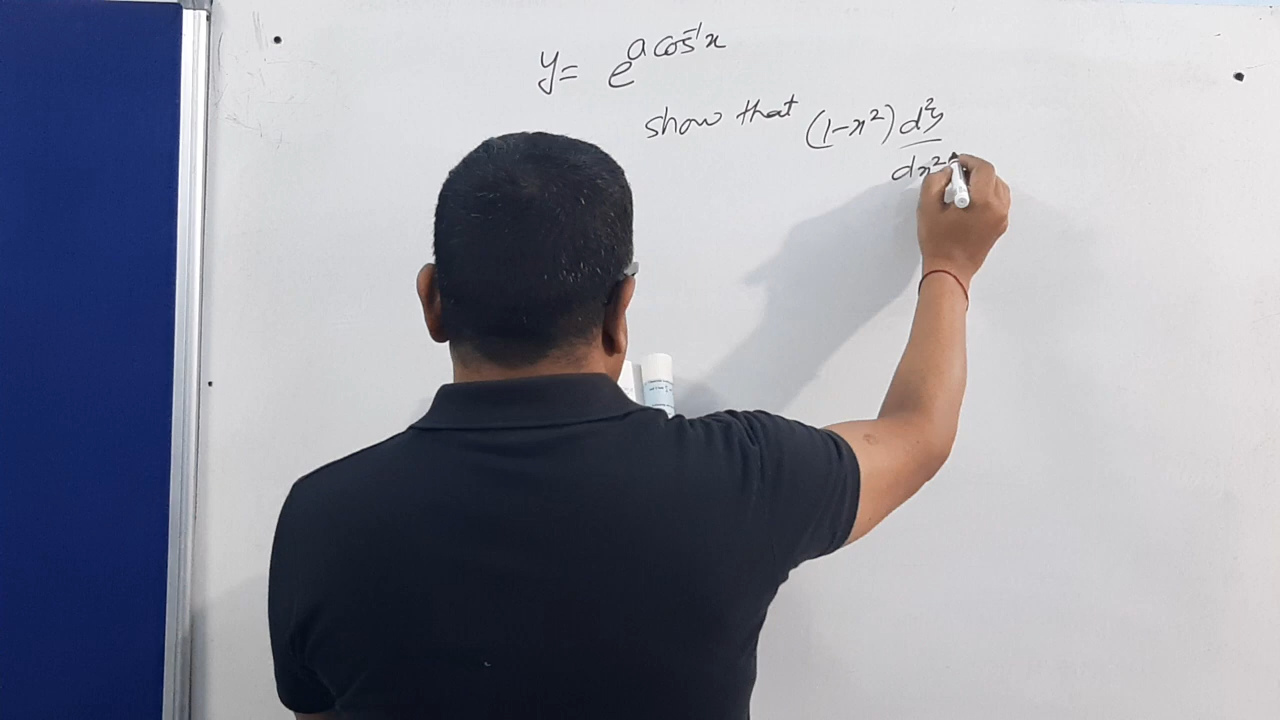 y = e^{a cos⁻¹x}
show that (1-x²) d²y/dx²